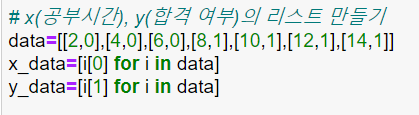 # x(공부시간), y(합격 여부)의 리스트 만들기
data=[[2,0],[4,0],[6,0],[8,1],[10,1],[12,1],[14,1]]
x_data=[i[0] for i in data]
y_data=[i[1] for i in data]